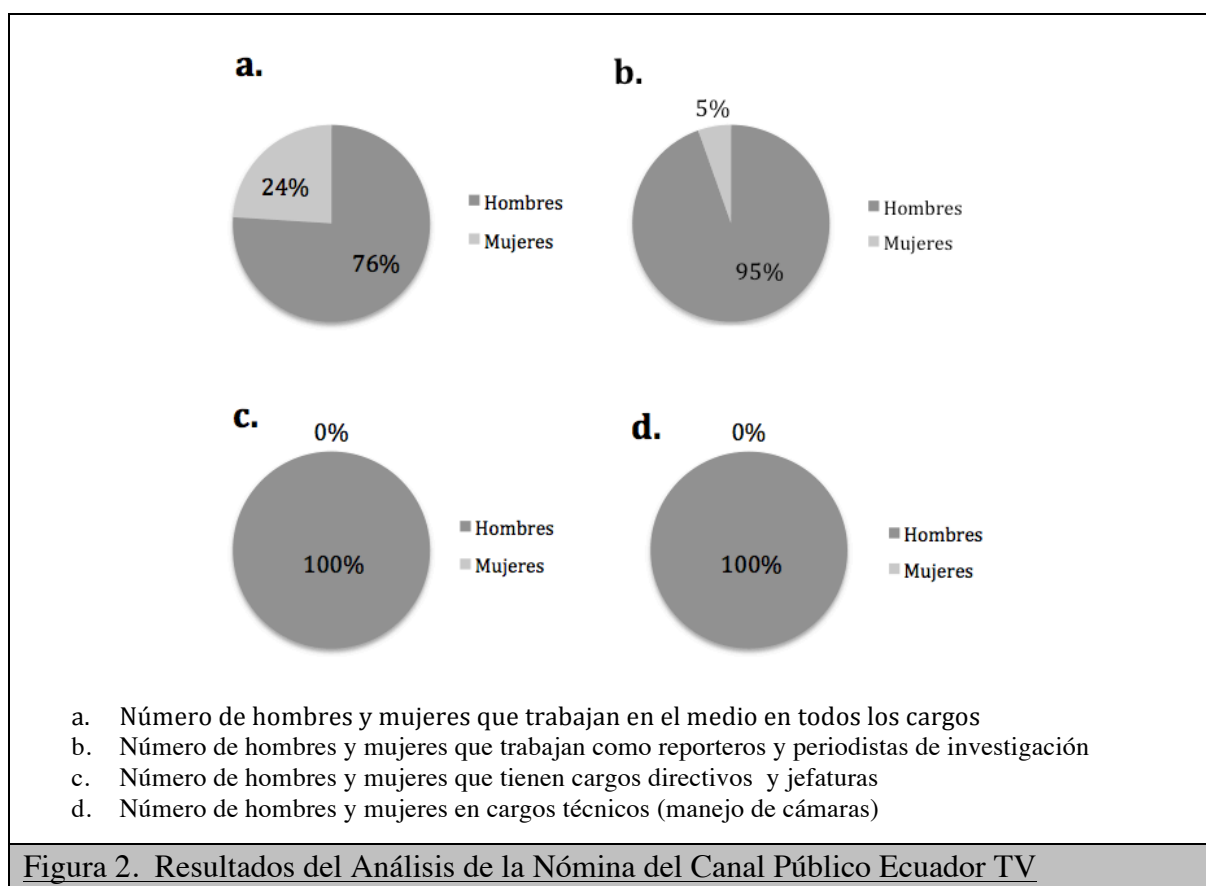 a.
24%
76%
Hombres
Mujeres
b.
5%
95%
Hombres
Mujeres
c.
0%
100%
Hombres
Mujeres
d.
0%
100%
Hombres
Mujeres
a. Número de hombres y mujeres que trabajan en el medio en todos los cargos
b. Número de hombres y mujeres que trabajan como reporteros y periodistas de investigación
c. Número de hombres y mujeres que tienen cargos directivos y jefaturas
d. Número de hombres y mujeres en cargos técnicos (manejo de cámaras)
Figura 2. Resultados del Análisis de la Nómina del Canal Público Ecuador TV